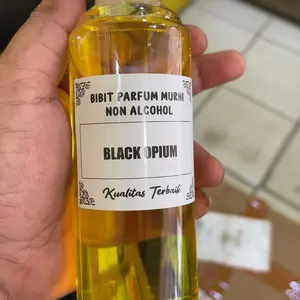 BIBIT PARFUM MURNI
NON ALCOHOL
BLACK OPIUM
Kualitas Terbaik